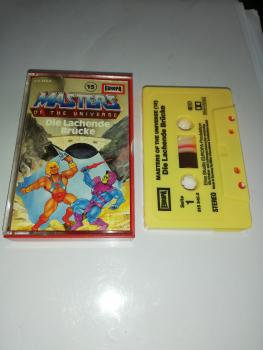 EUROPA
15
MASTERS
OF THE UNIVERSE
Die Lachende
Brücke
MASTERS OF THE UNIVERSE (15)
Die Lachende Brücke
EUROPA
Seite
1
STEREO